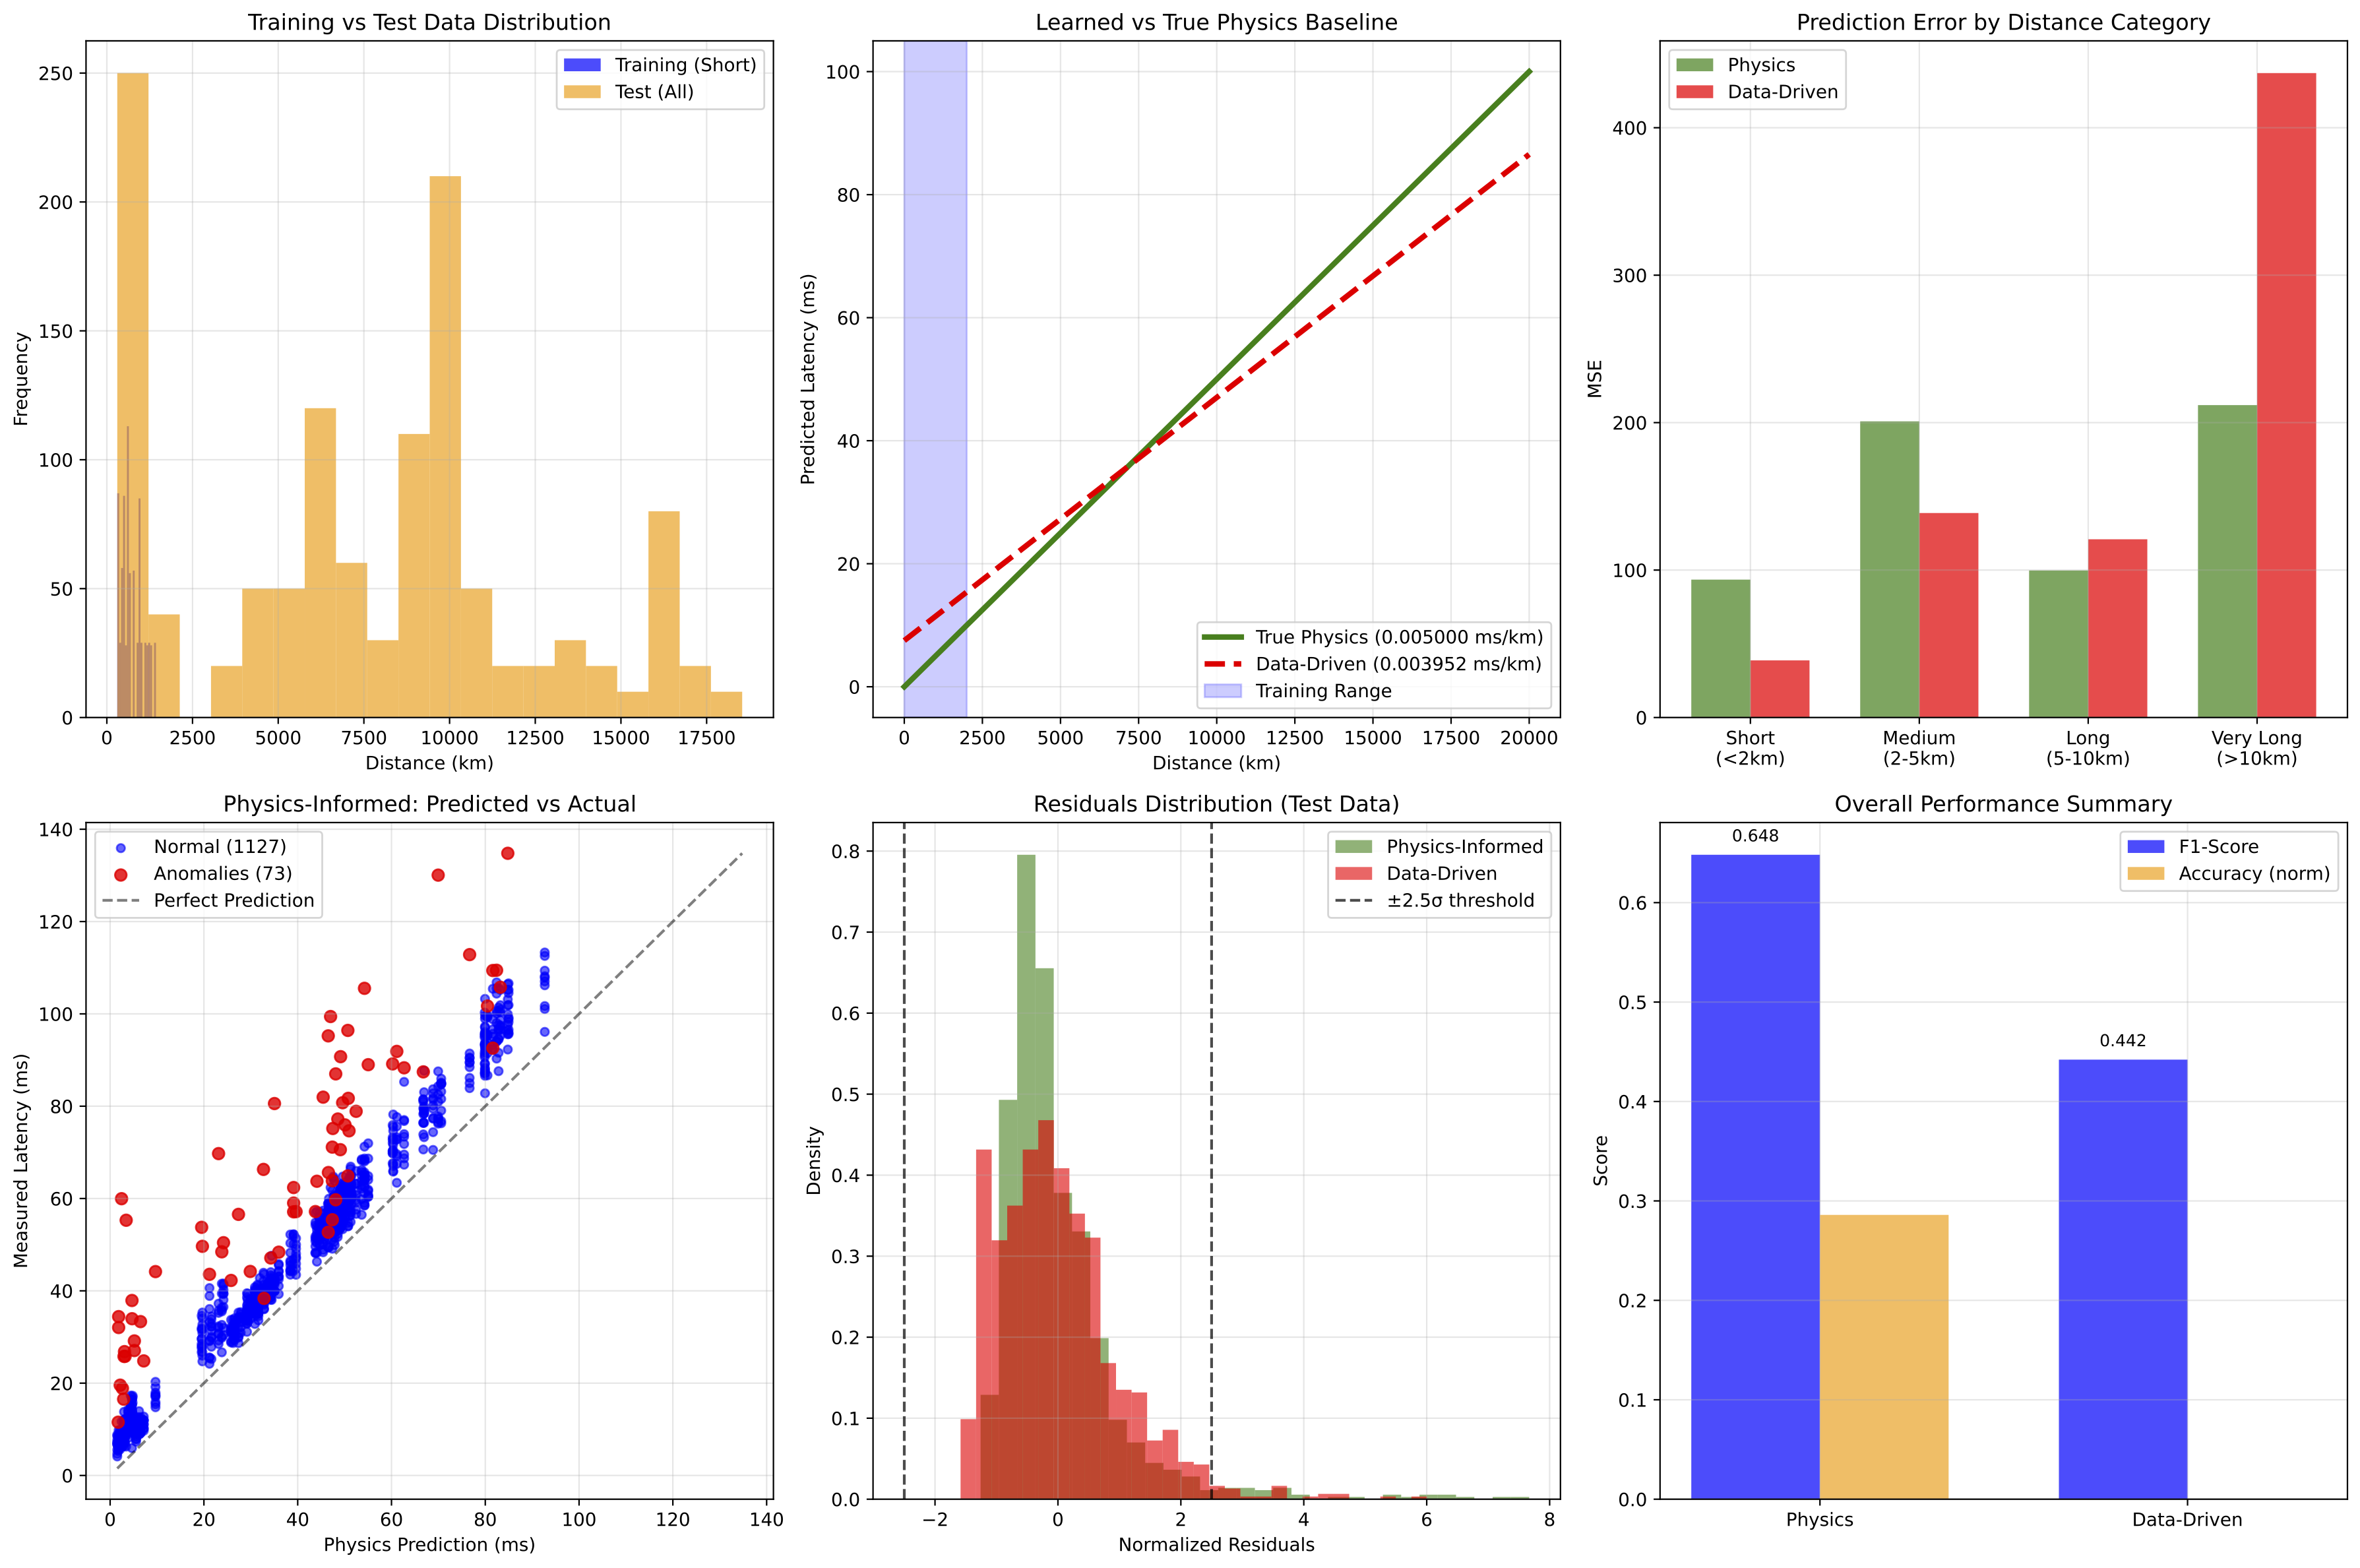 Training vs Test Data Distribution
Training (Short)
Test (All)
250
200
150
100
50
0
Frequency
0 2500 5000 7500 10000 12500 15000 17500
Distance (km)
Learned vs True Physics Baseline
100
80
60
40
20
0
Predicted Latency (ms)
True Physics (0.005000 ms/km)
Data-Driven (0.003952 ms/km)
Training Range
0 2500 5000 7500 10000 12500 15000 17500 20000
Distance (km)
Prediction Error by Distance Category
Physics
Data-Driven
400
300
200
100
0
MSE
Short Medium Long Very Long
(<2km) (2-5km) (5-10km) (>10km)
Physics-Informed: Predicted vs Actual
Normal (1127)
Anomalies (73)
Perfect Prediction
140
120
100
80
60
40
20
0
Measured Latency (ms)
0 20 40 60 80 100 120 140
Physics Prediction (ms)
Residuals Distribution (Test Data)
Physics-Informed
Data-Driven
±2.5σ threshold
0.8
0.7
0.6
0.5
0.4
0.3
0.2
0.1
0.0
Density
−2 0 2 4 6 8
Normalized Residuals
Overall Performance Summary
F1-Score
Accuracy (norm)
0.648
0.442
0.6
0.5
0.4
0.3
0.2
0.1
0.0
Score
Physics Data-Driven